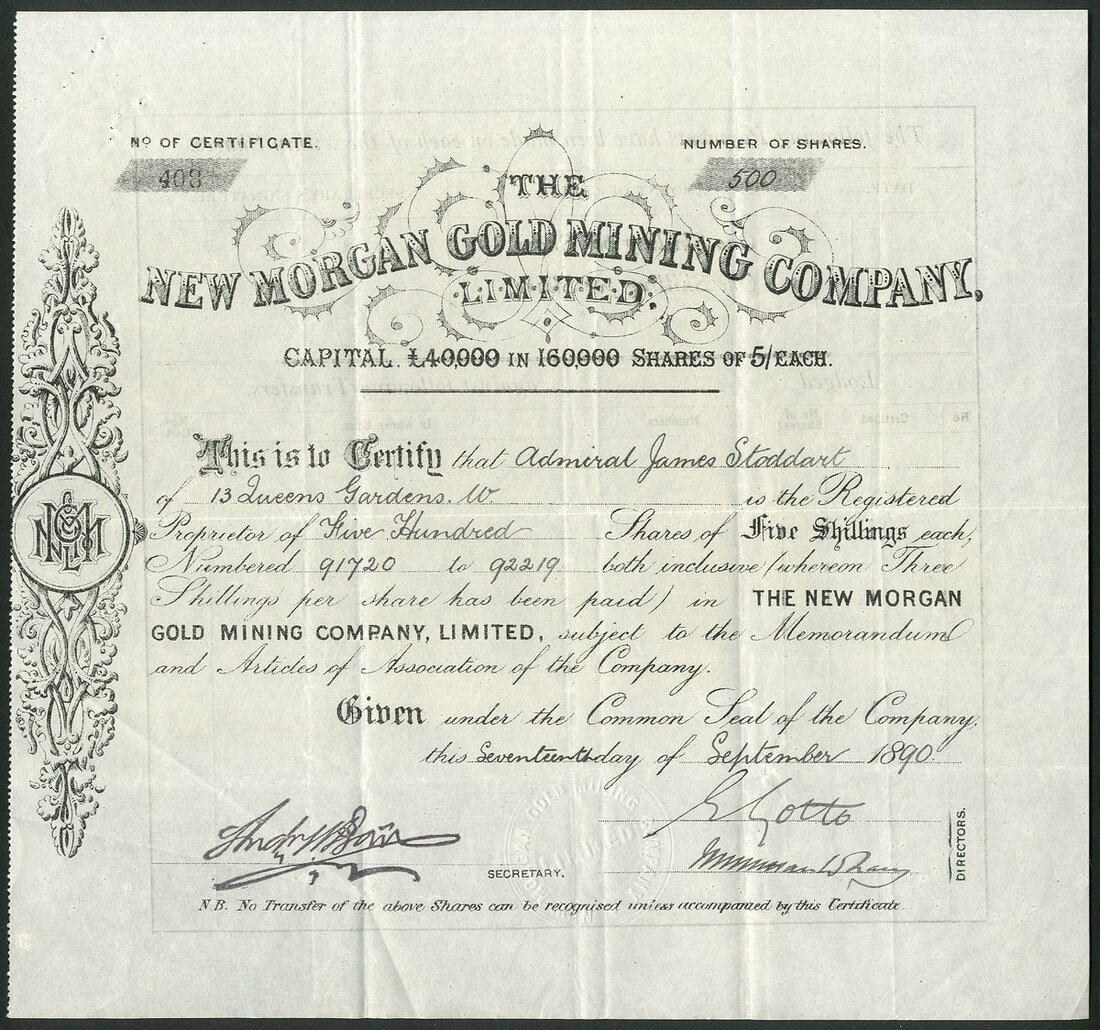 No OF CERTIFICATE.
NUMBER OF SHARES.
403
500
THE
NEW MORGAN GOLD MINING COMPANY,
LIMITED.
CAPITAL. £40,000 IN 160,000 SHARES OF 5/ EACH.
This is to Certify that Admiral James Stoddart
of 13 Queens Gardens. W is the Registered
Proprietor of Five Hundred Shares of Five Shillings each,
Numbered 91720 to 92219 both inclusive (whereon Three
Shillings per share has been paid) in THE NEW MORGAN
GOLD MINING COMPANY, LIMITED, subject to the Memorandum
and Articles of Association of the Company.
Given under the Common Seal of the Company,
this Seventeenth day of September 1890.
E Gotto
SECRETARY.
DIRECTORS.
N.B. No Transfer of the above Shares can be recognised unless accompanied by this Certificate.